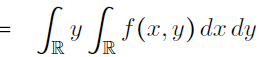 = ∫_ℝ y ∫_ℝ f(x, y) dx dy